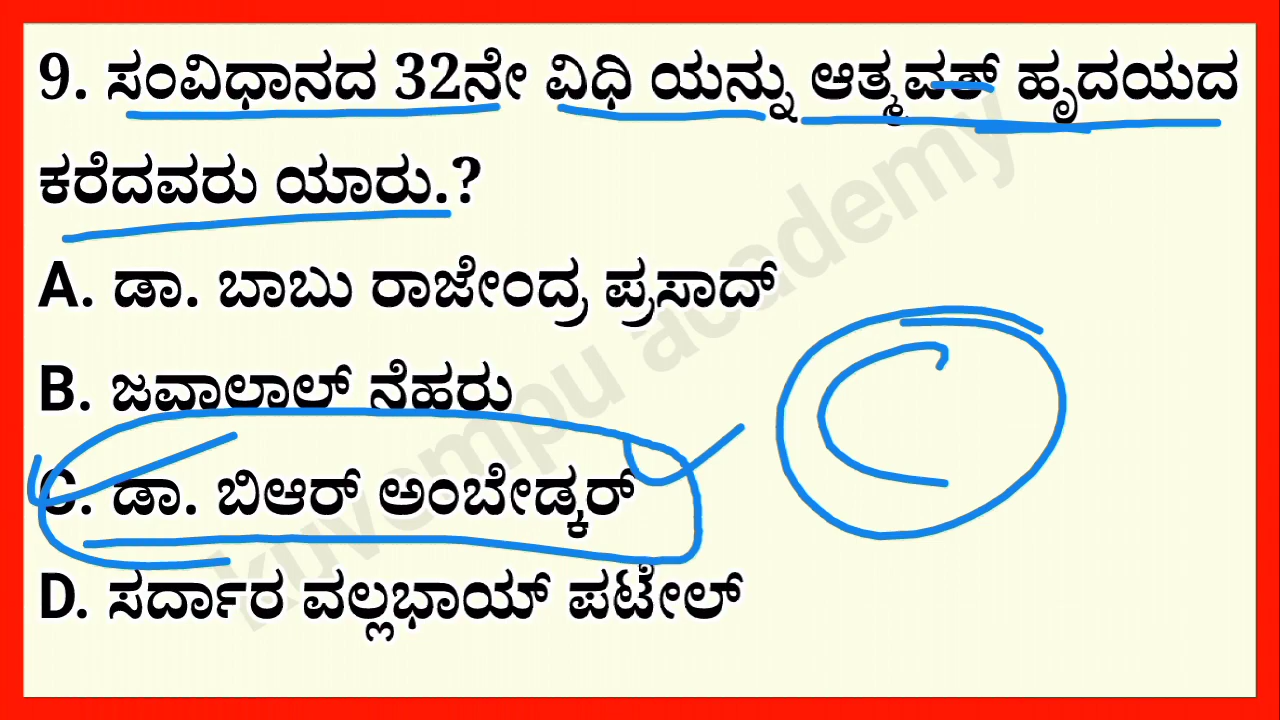 9. ಸಂವಿಧಾನದ 32ನೇ ವಿಧಿ ಯನ್ನು ಆತ್ಮವತ್ ಹೃದಯದ
ಕರೆದವರು ಯಾರು.?
A. ಡಾ. ಬಾಬು ರಾಜೇಂದ್ರ ಪ್ರಸಾದ್
B. ಜವಾಲಾಲ್ ನೆಹರು
C. ಡಾ. ಬಿಆರ್ ಅಂಬೇಡ್ಕರ್
D. ಸರ್ದಾರ ವಲ್ಲಭಾಯ್ ಪಟೇಲ್
kuvempu academy
C